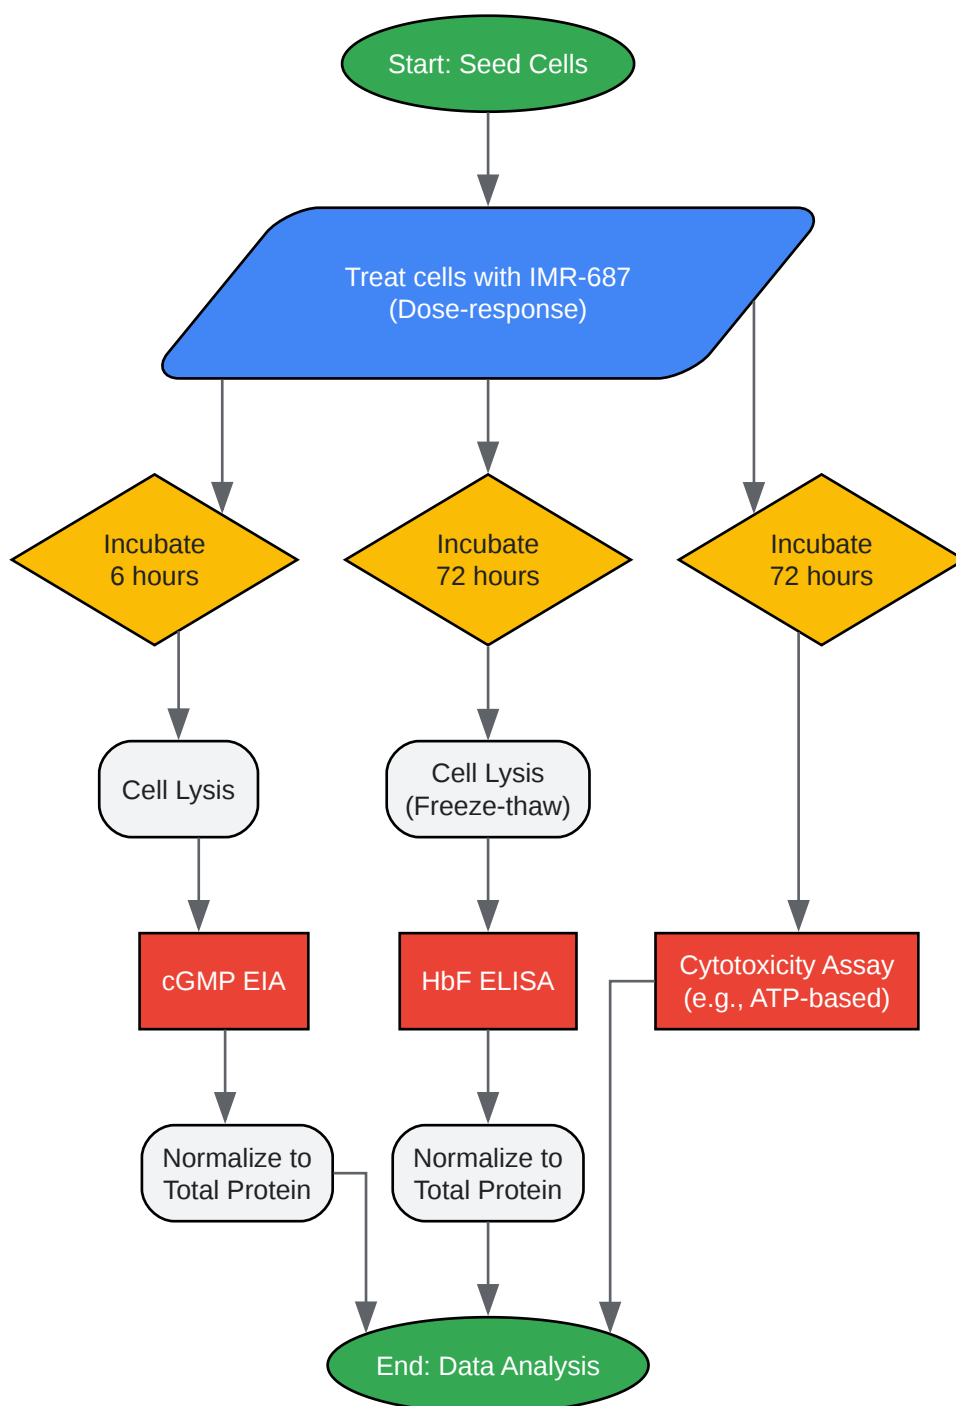 Start: Seed Cells
Treat cells with IMR-687
(Dose-response)
Incubate
6 hours
Incubate
72 hours
Incubate
72 hours
Cell Lysis
Cell Lysis
(Freeze-thaw)
cGMP EIA
HbF ELISA
Cytotoxicity Assay
(e.g., ATP-based)
Normalize to
Total Protein
Normalize to
Total Protein
End: Data Analysis